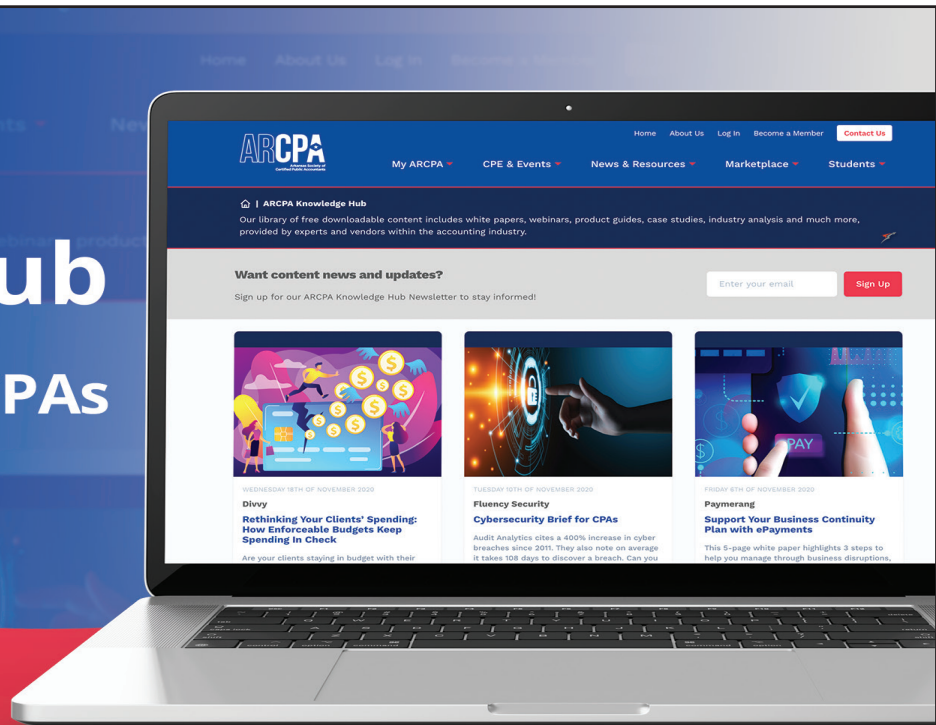 Home About Us Log In Become a Member
ub
PAs
Home About Us Log In Become a Member Contact Us
ARCPA
Arkansas Society of
Certified Public Accountants
My ARCPA CPE & Events News & Resources Marketplace Students
| ARCPA Knowledge Hub
Our library of free downloadable content includes white papers, webinars, product guides, case studies, industry analysis and much more,
provided by experts and vendors within the accounting industry.
Want content news and updates?
Sign up for our ARCPA Knowledge Hub Newsletter to stay informed!
Enter your email Sign Up
WEDNESDAY 18TH OF NOVEMBER 2020
Divvy
Rethinking Your Clients' Spending:
How Enforceable Budgets Keep
Spending In Check
Are your clients staying in budget with their
TUESDAY 10TH OF NOVEMBER 2020
Fluency Security
Cybersecurity Brief for CPAs
Audit Analytics cites a 400% increase in cyber
breaches since 2011. They also note on average
it takes 108 days to discover a breach. Can you
PAY
FRIDAY 6TH OF NOVEMBER 2020
Paymerang
Support Your Business Continuity
Plan with ePayments
This 5-page white paper highlights 3 steps to
help you manage through business disruptions,